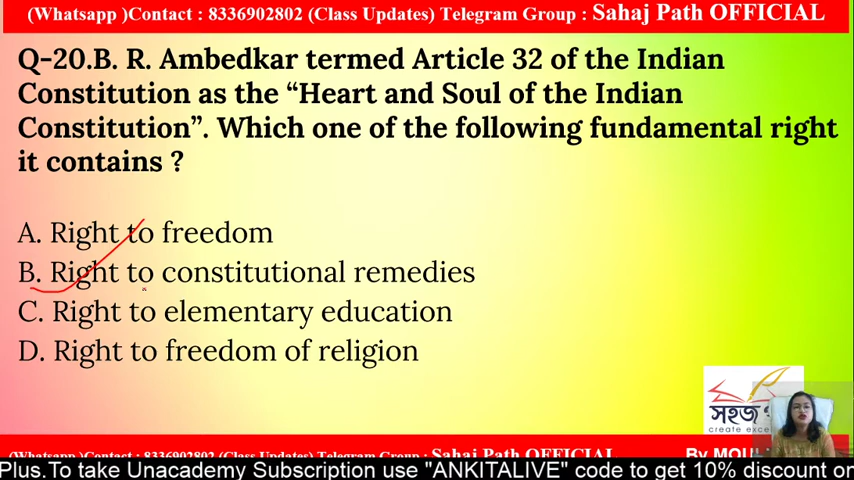 (Whatsapp )Contact : 8336902802 (Class Updates) Telegram Group : Sahaj Path OFFICIAL
Q-20.B. R. Ambedkar termed Article 32 of the Indian
Constitution as the “Heart and Soul of the Indian
Constitution”. Which one of the following fundamental right
it contains ?
A. Right to freedom
B. Right to constitutional remedies
C. Right to elementary education
D. Right to freedom of religion
সহজ
create
(Whatsapp )Contact : 8336902802 (Class Updates) Telegram Group : Sahaj Path OFFICIAL
By
Plus.To take Unacademy Subscription use "ANKITALIVE" code to get 10% discount on